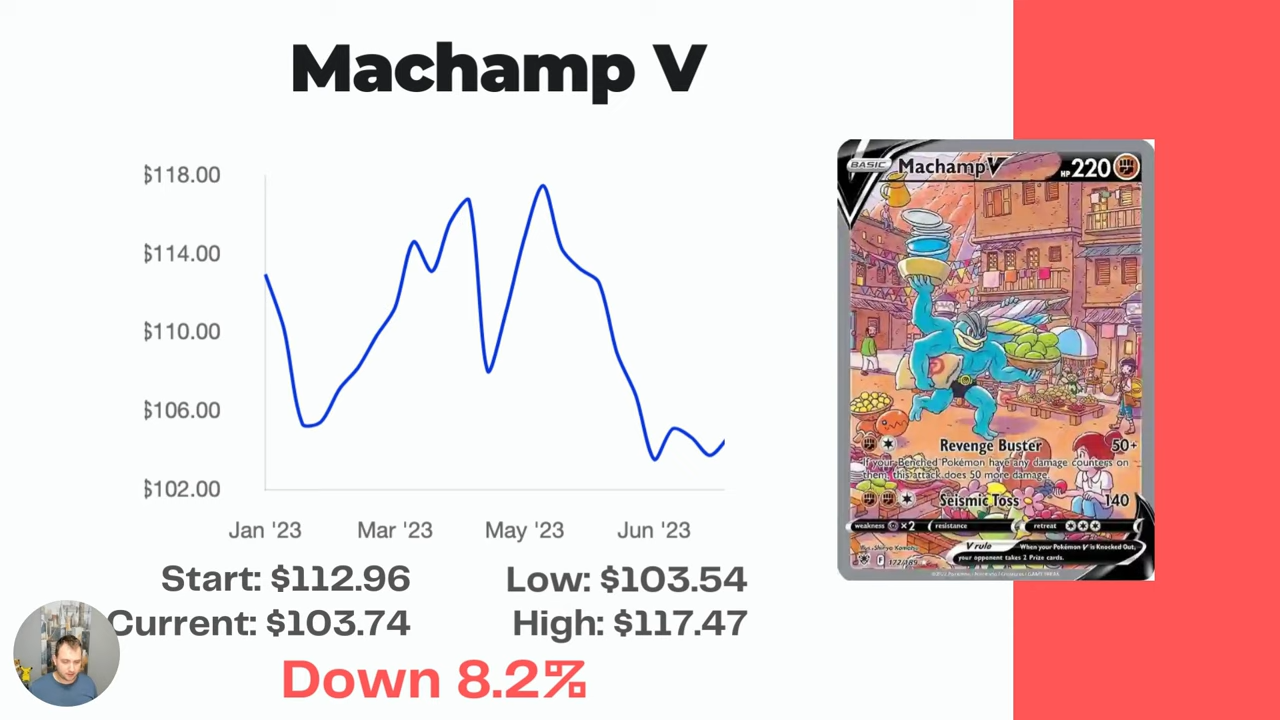 Machamp V
$118.00
$114.00
$110.00
$106.00
$102.00
Jan '23 Mar '23 May '23 Jun '23
Start: $112.96 Low: $103.54
Current: $103.74 High: $117.47
Down 8.2%
BASIC Machamp V HP 220
Revenge Buster 50+
If your Benched Pokémon have any damage counters on
them, this attack does 50 more damage.
Seismic Toss 140
weakness ×2 resistance retreat
V rule When your Pokémon V is Knocked Out,
your opponent takes 2 Prize cards.
172/189